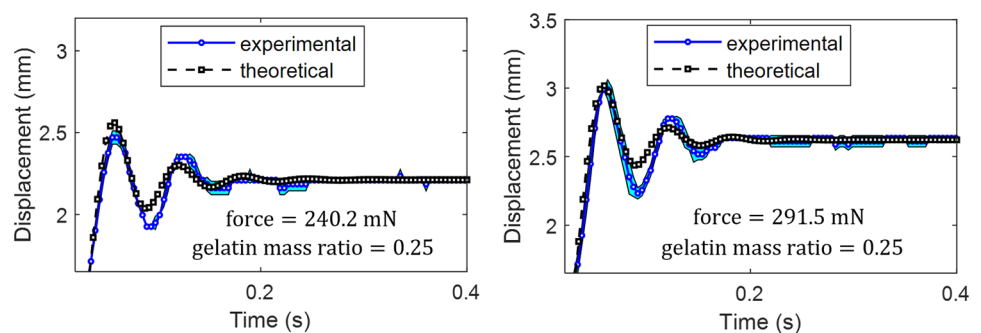 3
2.5
2
Displacement (mm)
experimental
theoretical
force = 240.2 mN
gelatin mass ratio = 0.25
0.2
0.4
Time (s)
3.5
3
2.5
2
Displacement (mm)
experimental
theoretical
force = 291.5 mN
gelatin mass ratio = 0.25
0.2
0.4
Time (s)